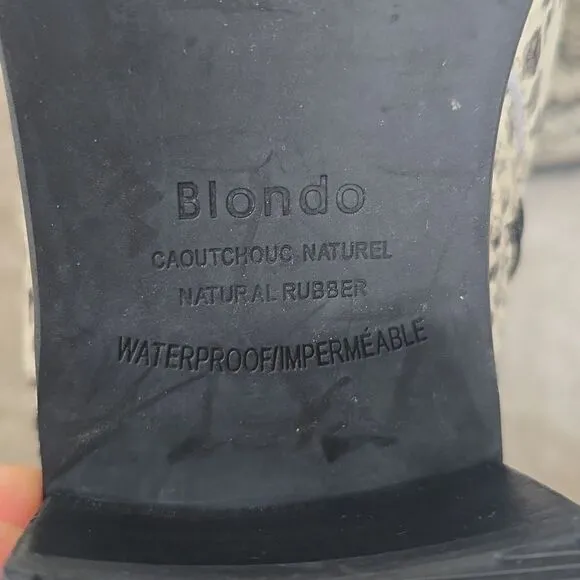 Blondo
CAOUTCHOUC NATUREL
NATURAL RUBBER
WATERPROOF/IMPERMÉABLE